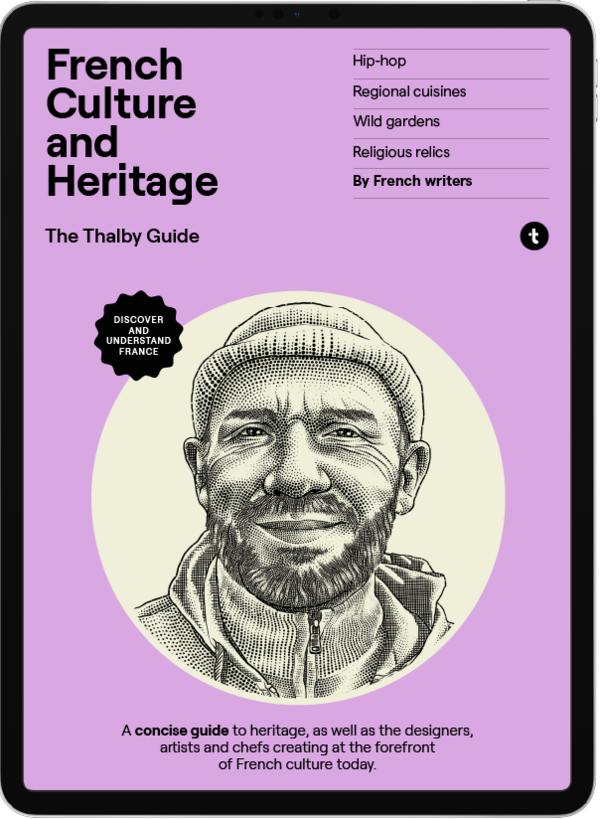 French
Culture
and
Heritage
The Thalby Guide
Hip-hop
Regional cuisines
Wild gardens
Religious relics
By French writers
t
DISCOVER
AND
UNDERSTAND
FRANCE
A concise guide to heritage, as well as the designers,
artists and chefs creating at the forefront
of French culture today.